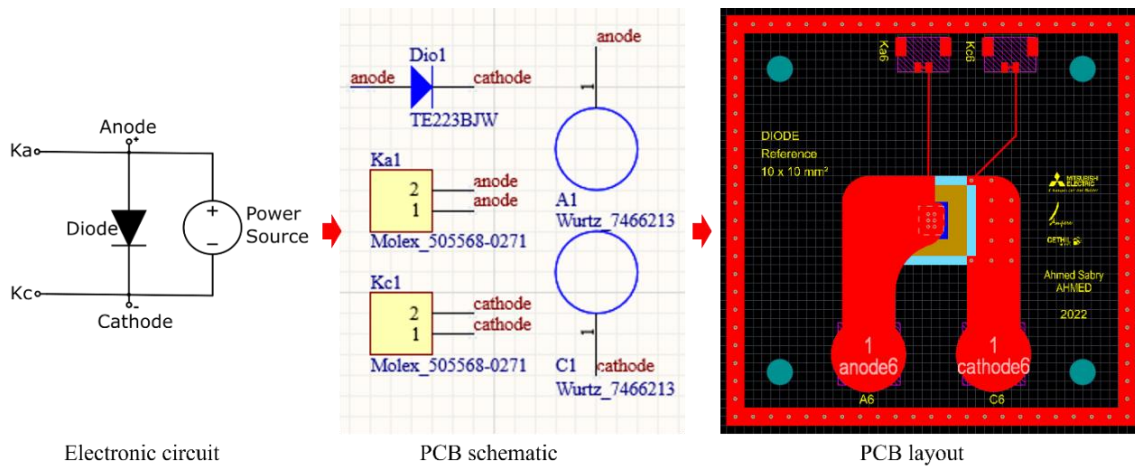 Anode
+
Ka
Diode
+
−
Power
Source
Kc
-
Cathode
Electronic circuit
anode
Dio1
anode
cathode
TE223BJW
1
Ka1
2
1
anode
anode
Molex_505568-0271
A1
Wurtz_7466213
Kc1
2
1
cathode
cathode
Molex_505568-0271
1
C1
cathode
Wurtz_7466213
PCB schematic
Ka6
Kc6
DIODE
Reference
10 x 10 mm²
MITSUBISHI
ELECTRIC
Ampere
Ahmed Sabry
AHMED
2022
1
anode6
1
cathode6
A6
C6
PCB layout